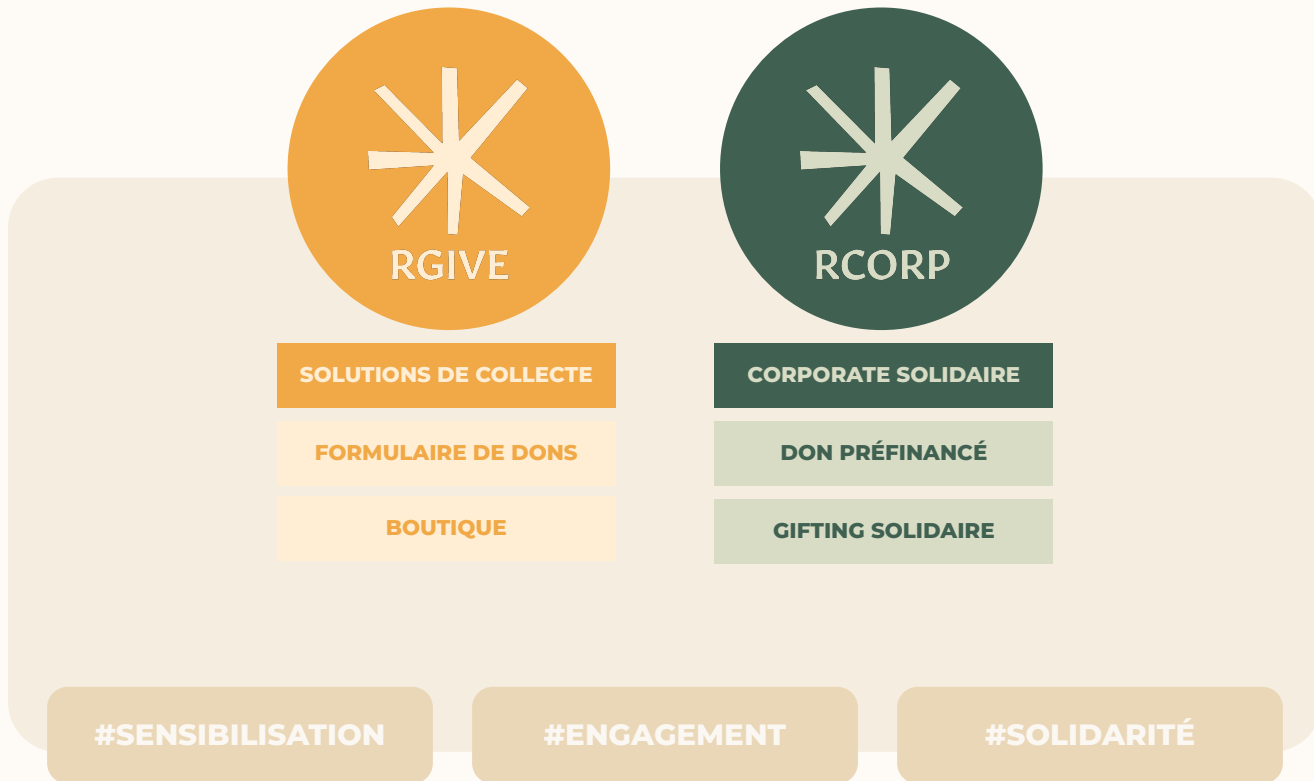 RGIVE
SOLUTIONS DE COLLECTE
FORMULAIRE DE DONS
BOUTIQUE
RCORP
CORPORATE SOLIDAIRE
DON PRÉFINANCÉ
GIFTING SOLIDAIRE
#SENSIBILISATION
#ENGAGEMENT
#SOLIDARITÉ